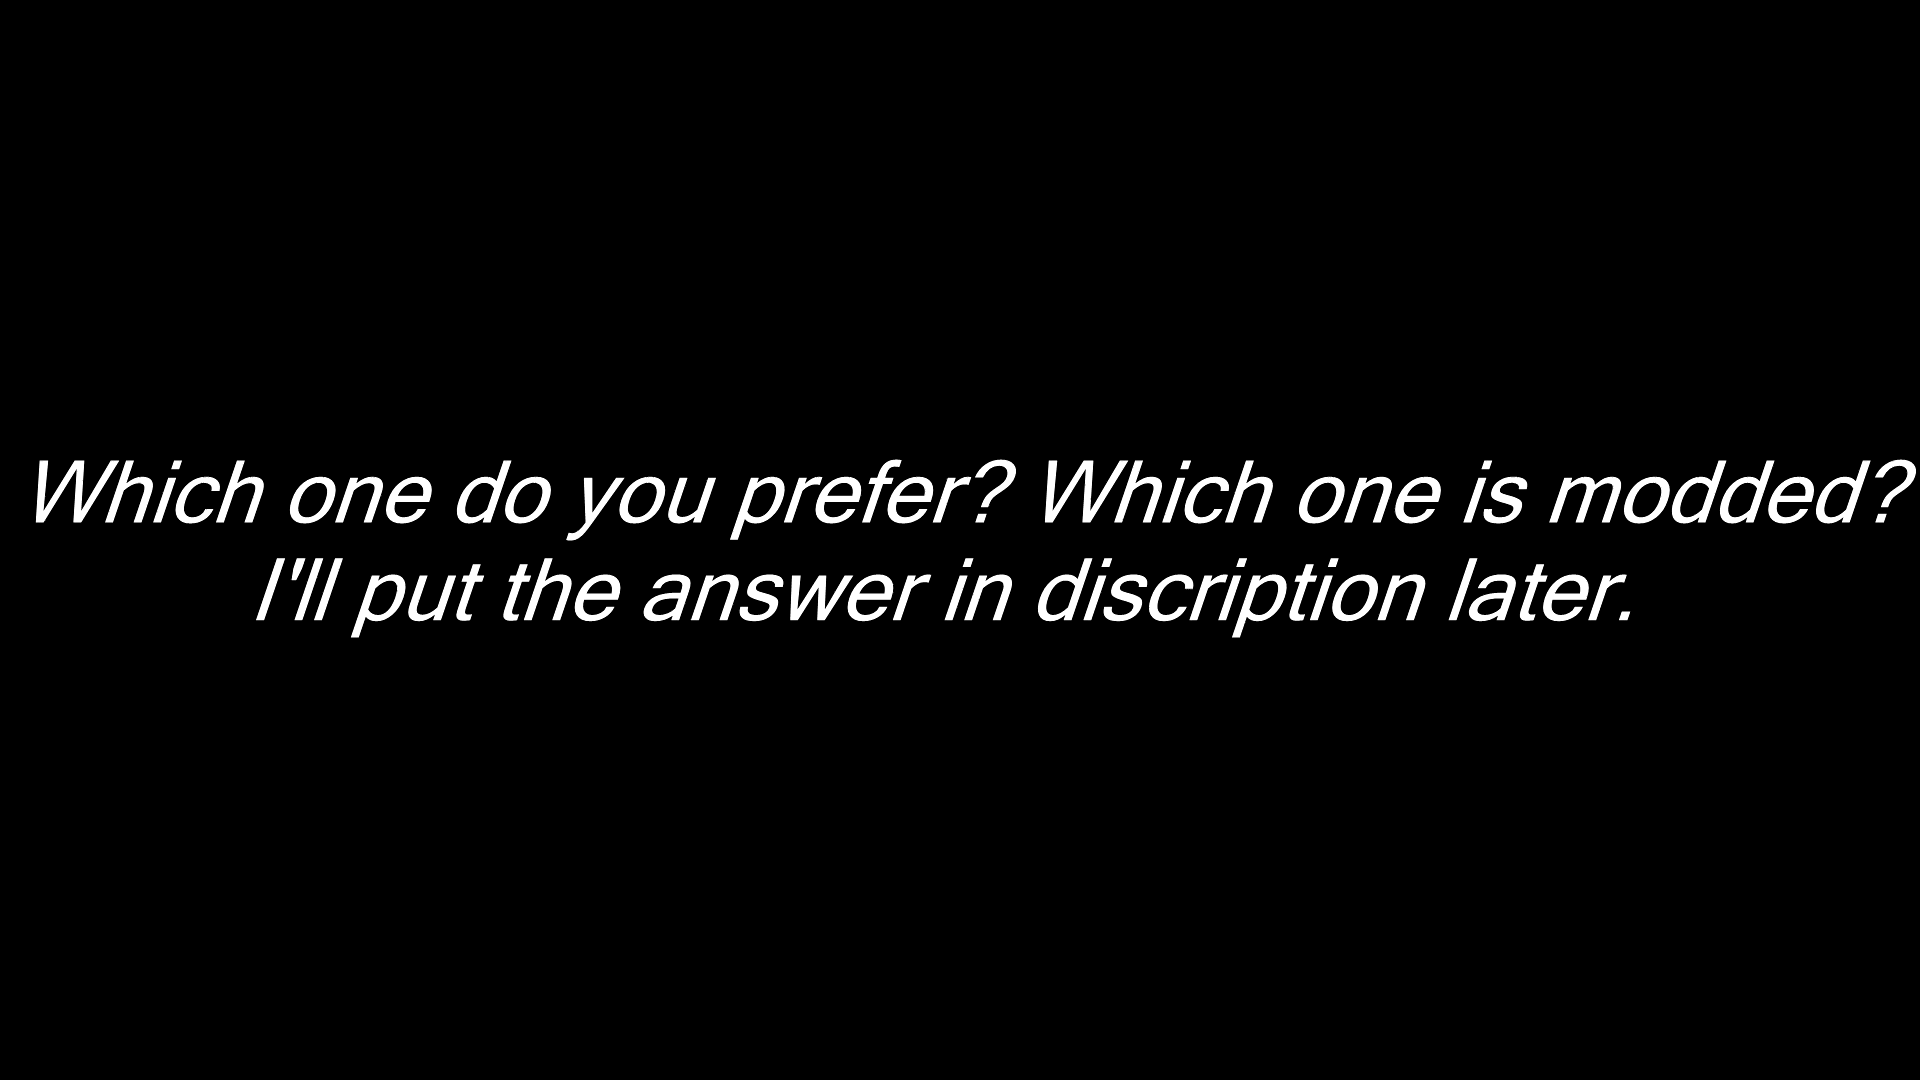 Which one do you prefer? Which one is modded?
I'll put the answer in discription later.